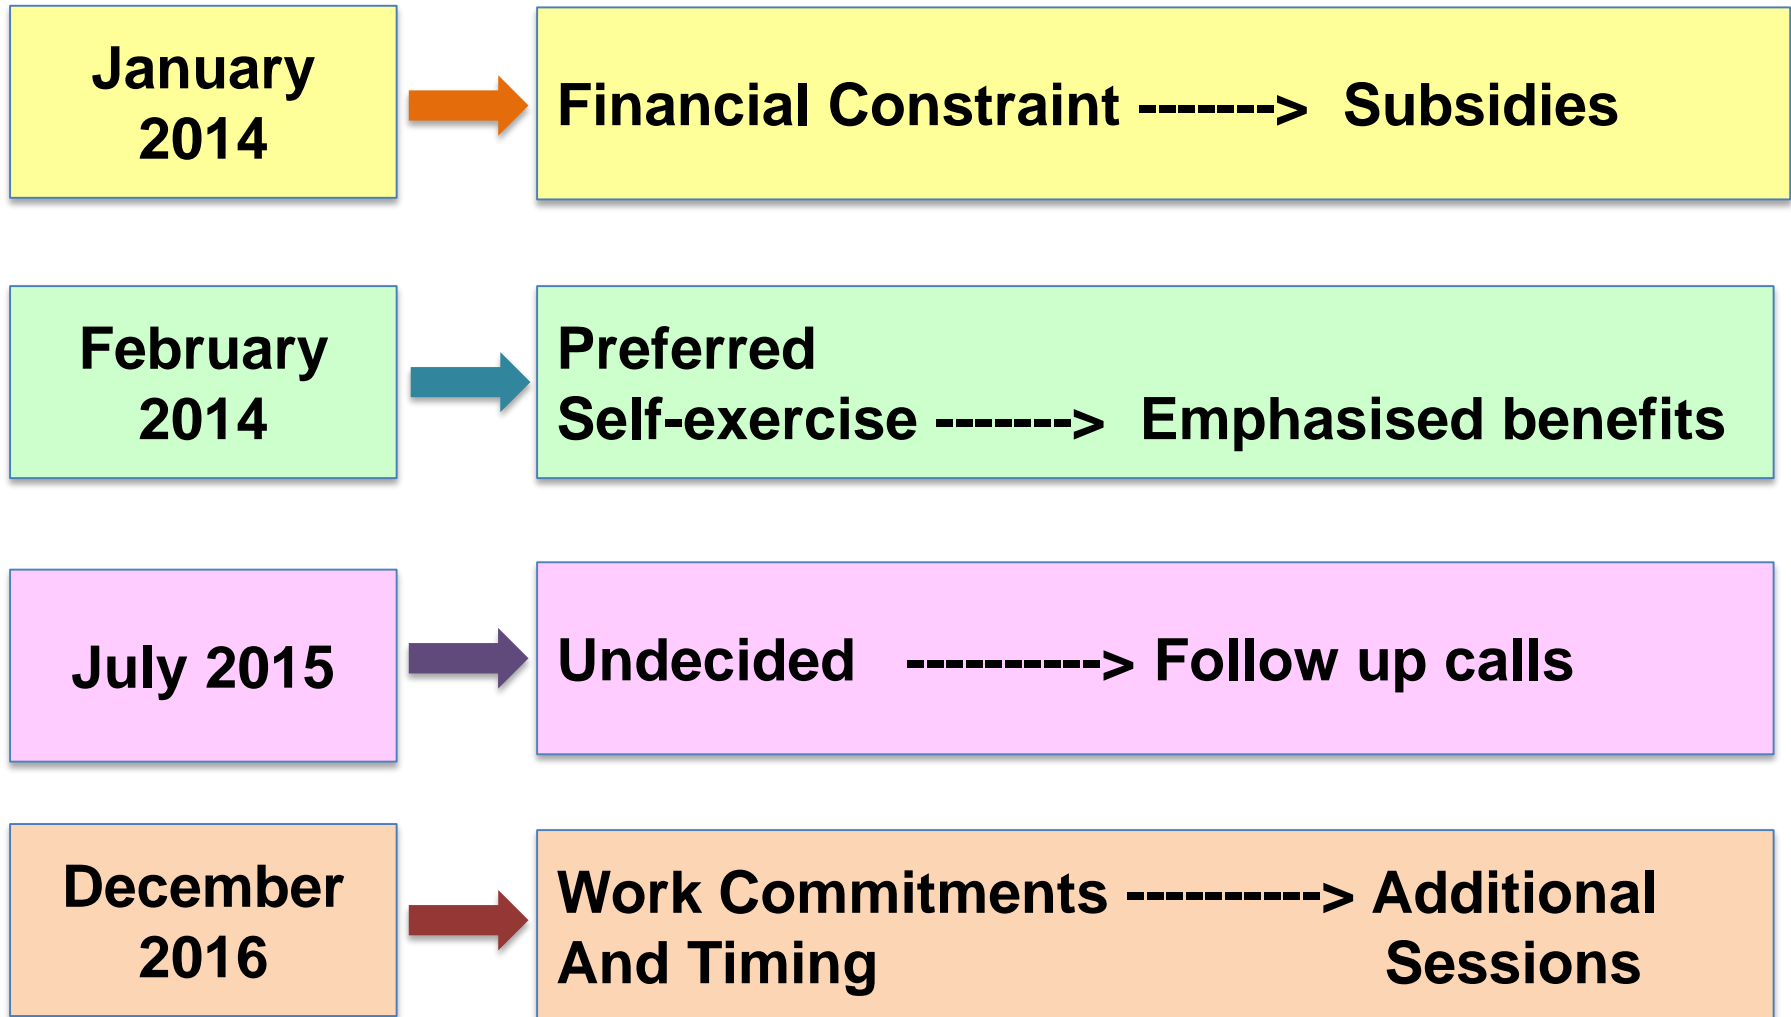 January
2014
Financial Constraint -------> Subsidies
February
2014
Preferred
Self-exercise -------> Emphasised benefits
July 2015
Undecided ----------> Follow up calls
December
2016
Work Commitments ----------> Additional
And Timing Sessions